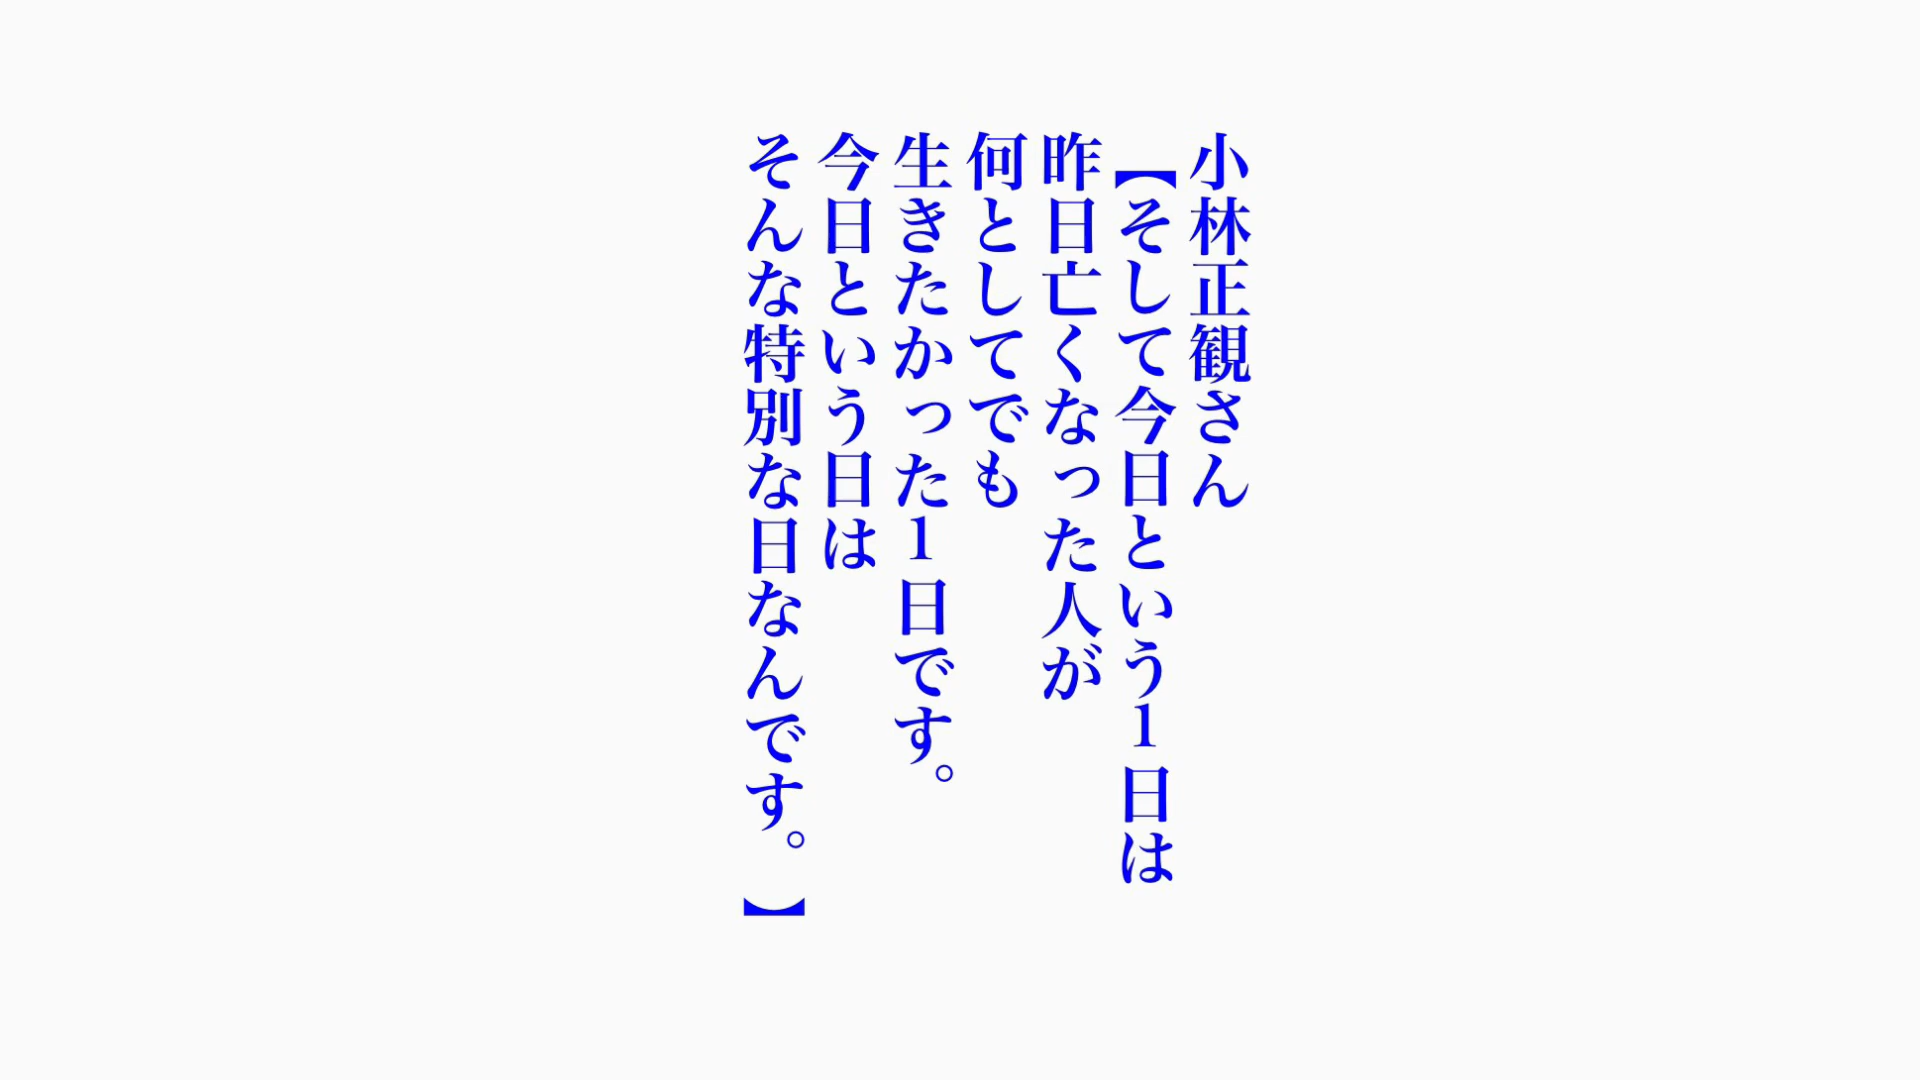 小林正観さん
【そして今日という1日は
昨日亡くなった人が
何としてでも
生きたかった1日です。
今日という日は
そんな特別な日なんです。】